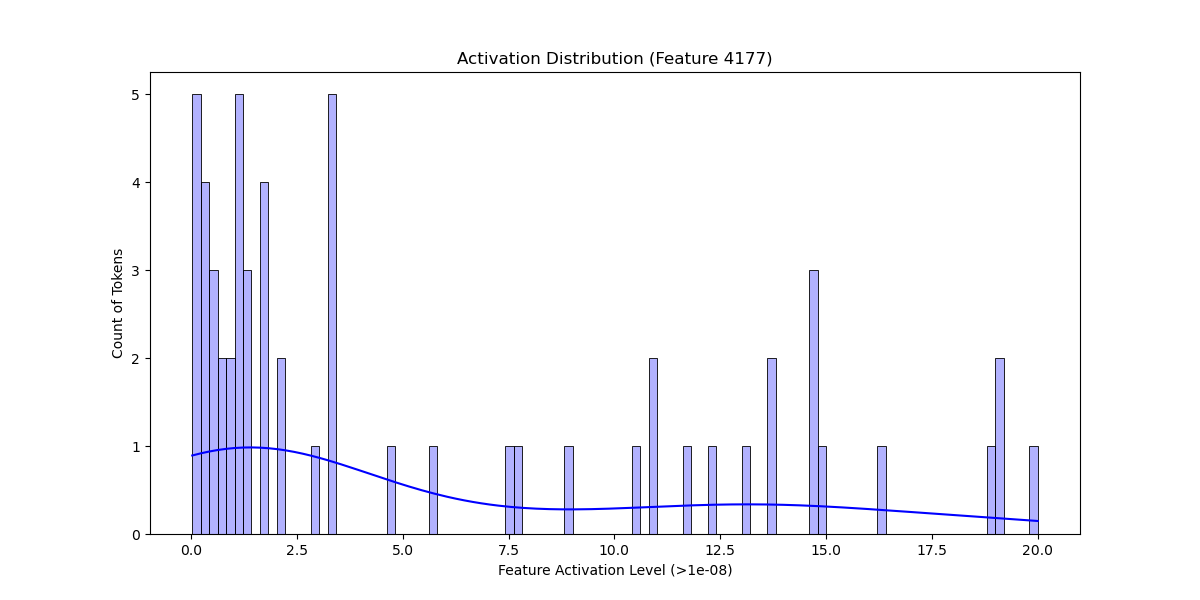 Activation Distribution (Feature 4177)
5
4
3
2
1
0
Count of Tokens
0.0 2.5 5.0 7.5 10.0 12.5 15.0 17.5 20.0
Feature Activation Level (>1e-08)